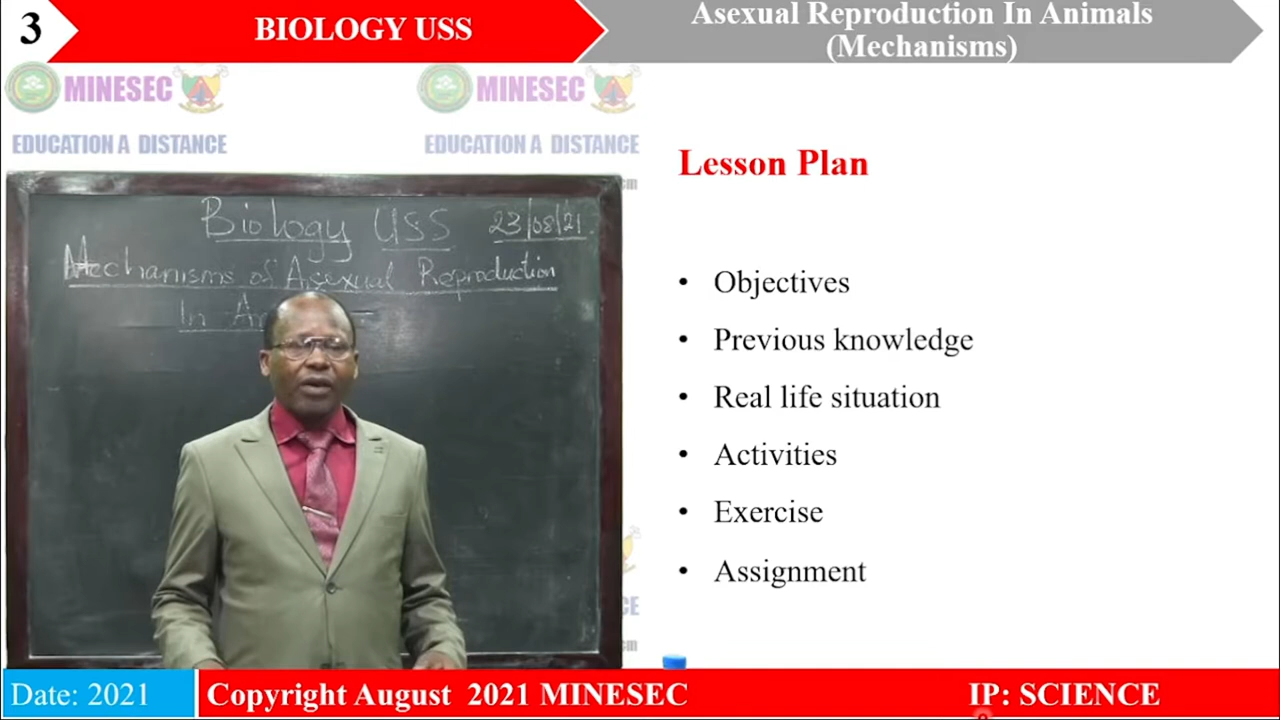 3
BIOLOGY USS
Asexual Reproduction In Animals
(Mechanisms)
MINESEC
MINESEC
EDUCATION A DISTANCE
EDUCATION A DISTANCE
Biology USS 23/08/21
Mechanisms of Asexual Reproduction
In
Lesson Plan
• Objectives
• Previous knowledge
• Real life situation
• Activities
• Exercise
• Assignment
Date: 2021
Copyright August 2021 MINESEC
IP: SCIENCE